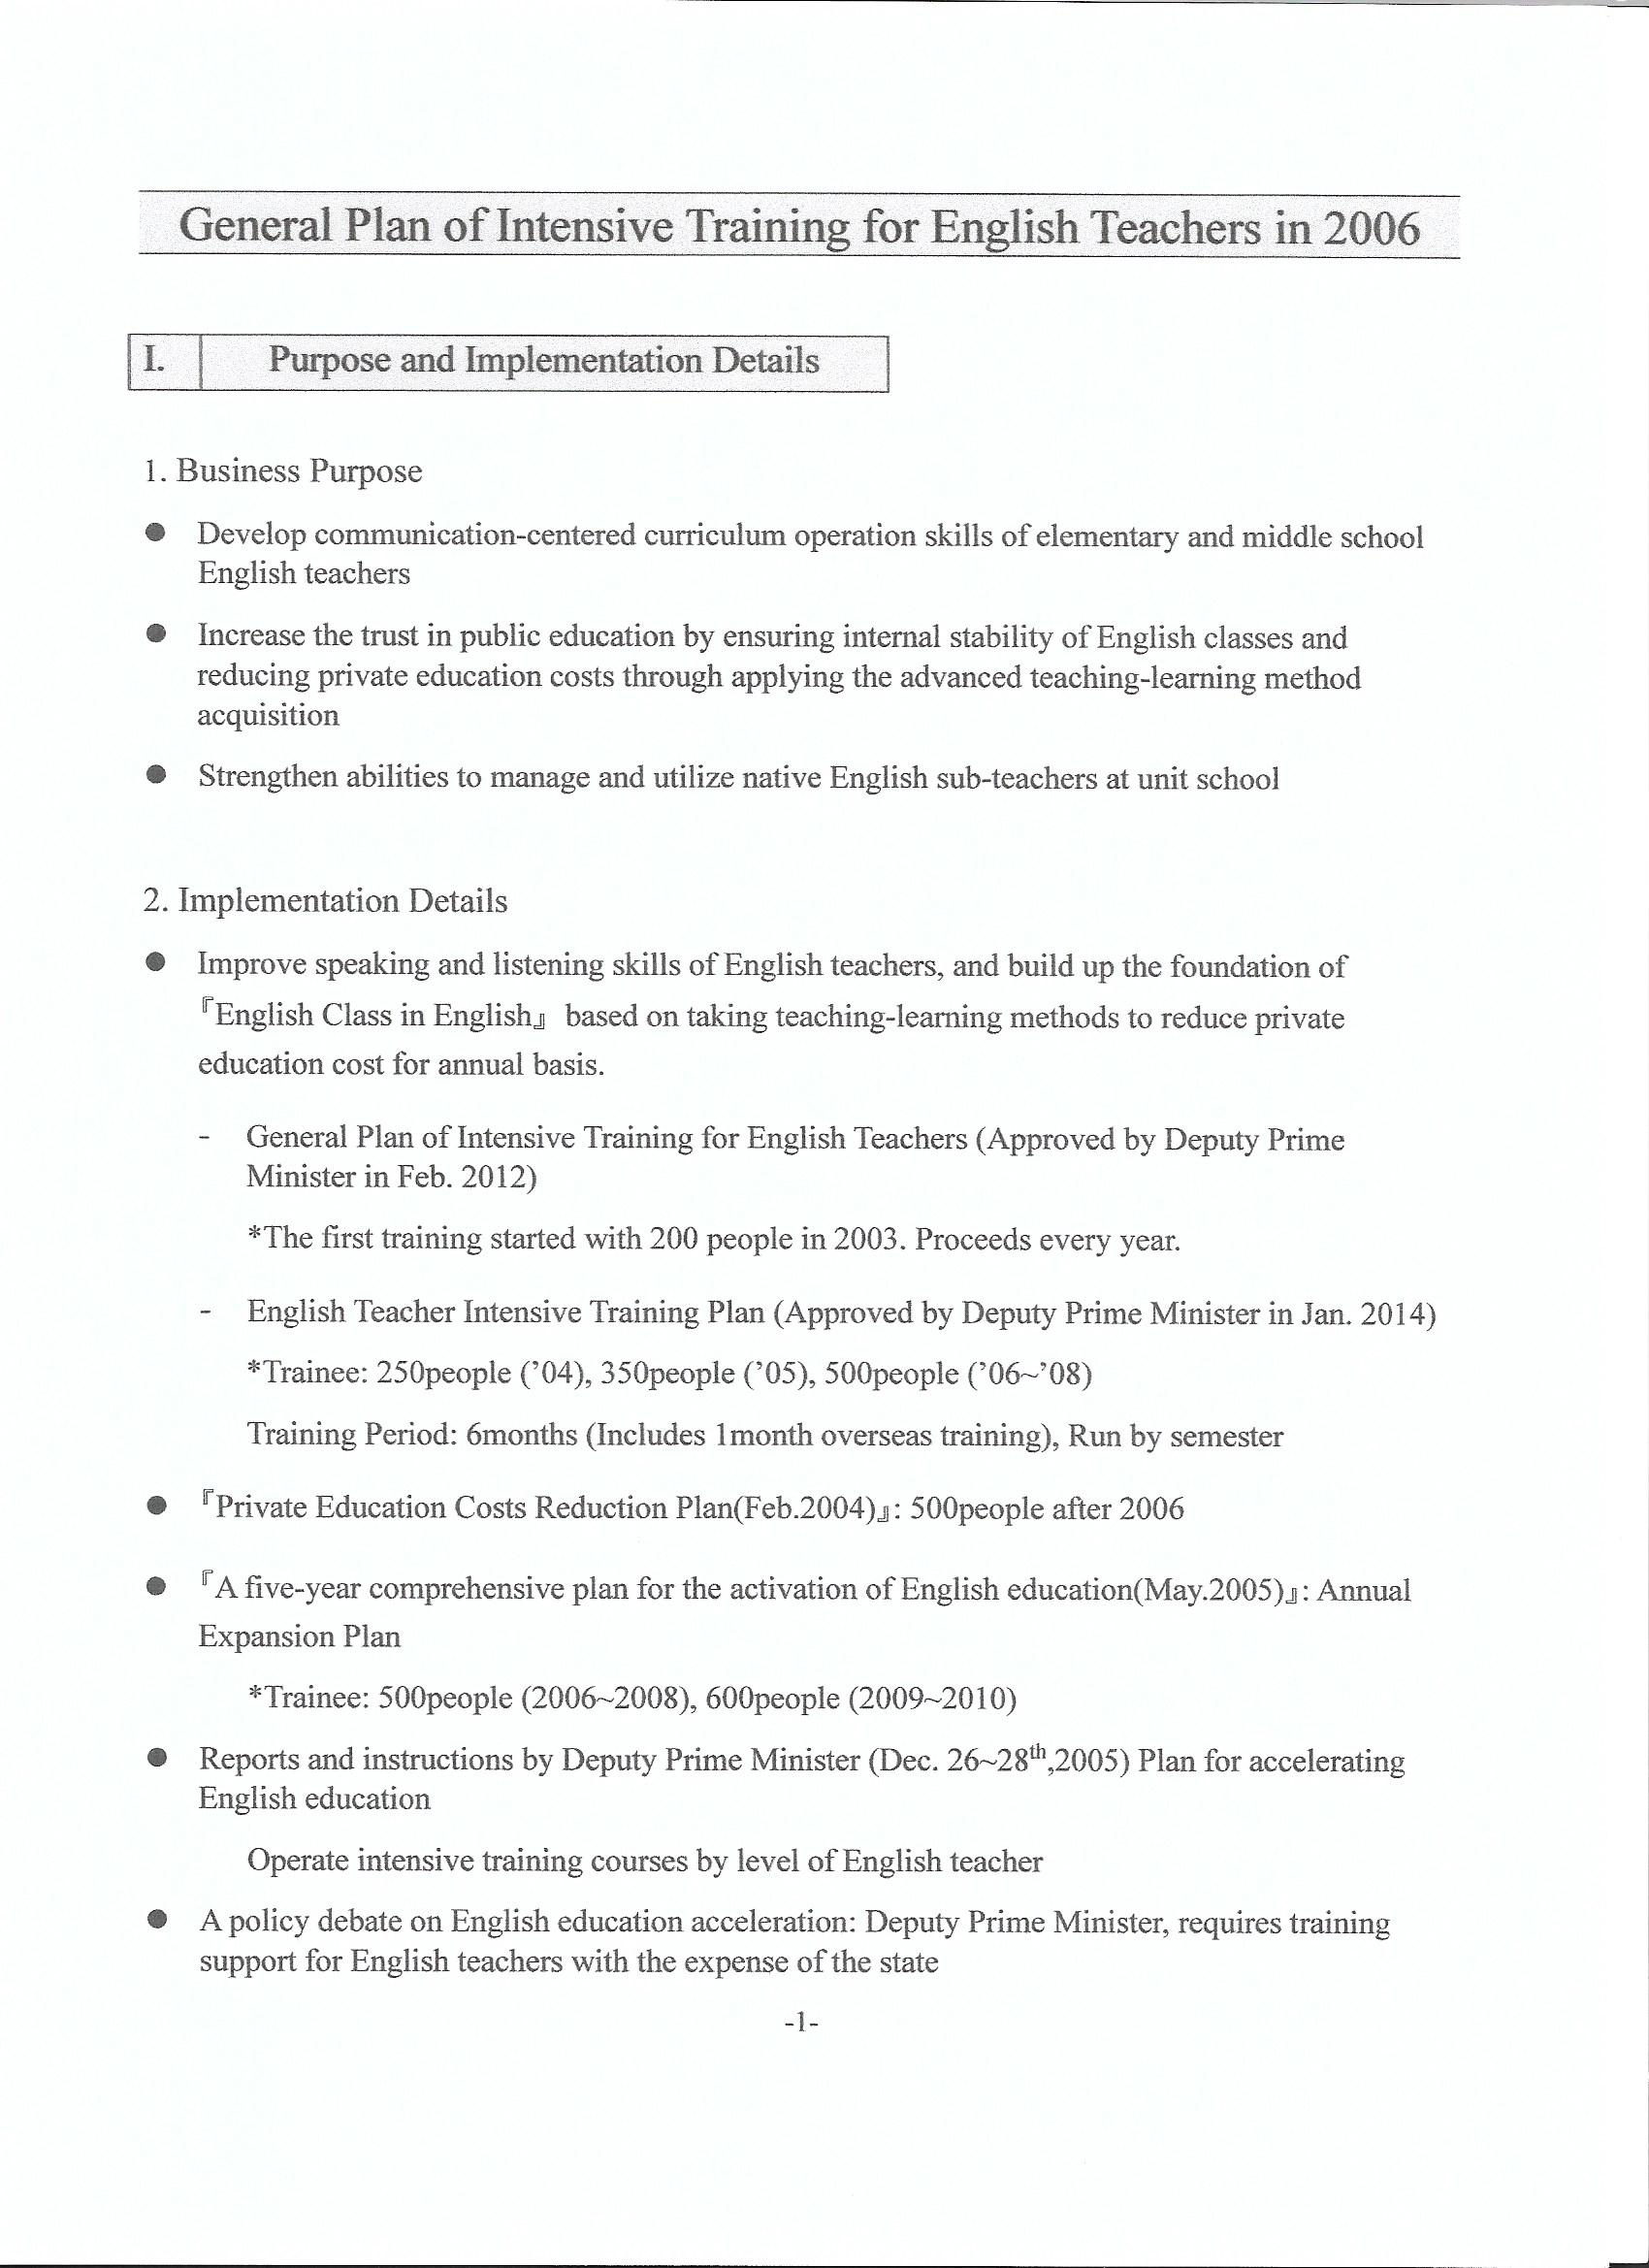 General Plan of Intensive Training for English Teachers in 2006
I. Purpose and Implementation Details
1. Business Purpose
● Develop communication-centered curriculum operation skills of elementary and middle school
English teachers
● Increase the trust in public education by ensuring internal stability of English classes and
reducing private education costs through applying the advanced teaching-learning method
acquisition
● Strengthen abilities to manage and utilize native English sub-teachers at unit school
2. Implementation Details
● Improve speaking and listening skills of English teachers, and build up the foundation of
『English Class in English』 based on taking teaching-learning methods to reduce private
education cost for annual basis.
- General Plan of Intensive Training for English Teachers (Approved by Deputy Prime
Minister in Feb. 2012)
*The first training started with 200 people in 2003. Proceeds every year.
- English Teacher Intensive Training Plan (Approved by Deputy Prime Minister in Jan. 2014)
*Trainee: 250people (’04), 350people (’05), 500people (’06~’08)
Training Period: 6months (Includes 1month overseas training), Run by semester
● 『Private Education Costs Reduction Plan(Feb.2004)』: 500people after 2006
● 『A five-year comprehensive plan for the activation of English education(May.2005)』: Annual
Expansion Plan
*Trainee: 500people (2006~2008), 600people (2009~2010)
● Reports and instructions by Deputy Prime Minister (Dec. 26~28th,2005) Plan for accelerating
English education
Operate intensive training courses by level of English teacher
● A policy debate on English education acceleration: Deputy Prime Minister, requires training
support for English teachers with the expense of the state
-1-